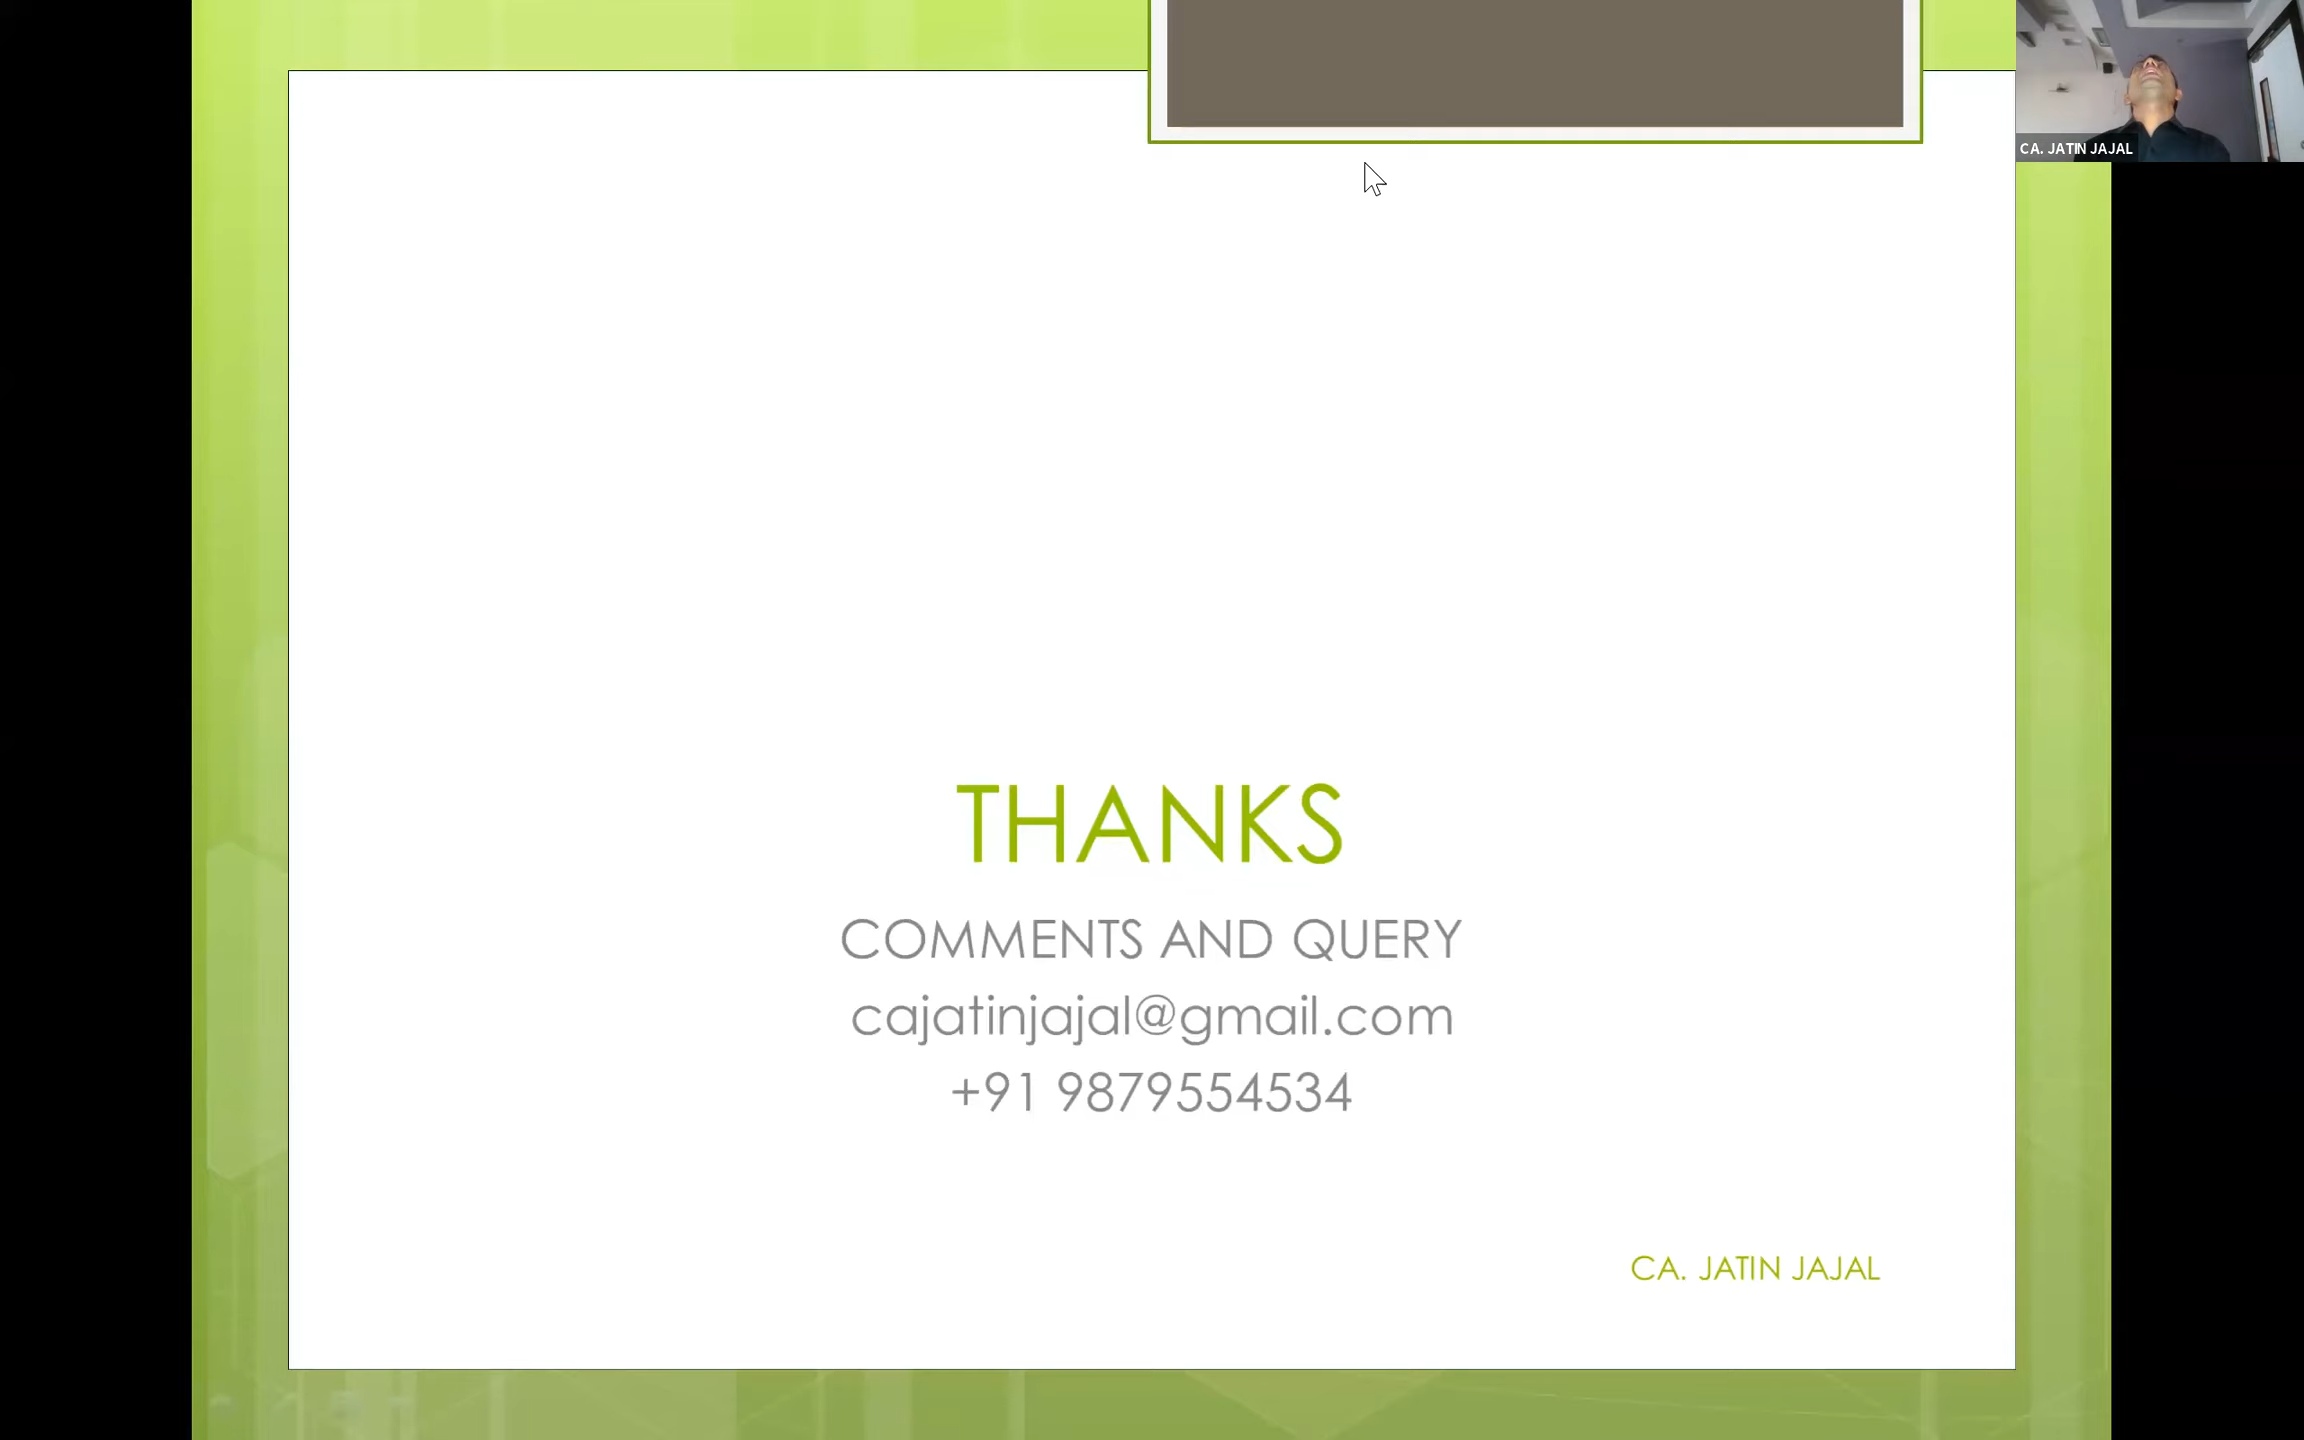 CA. JATIN JAJAL
THANKS
COMMENTS AND QUERY
cajatinjajal@gmail.com
+91 9879554534
CA. JATIN JAJAL